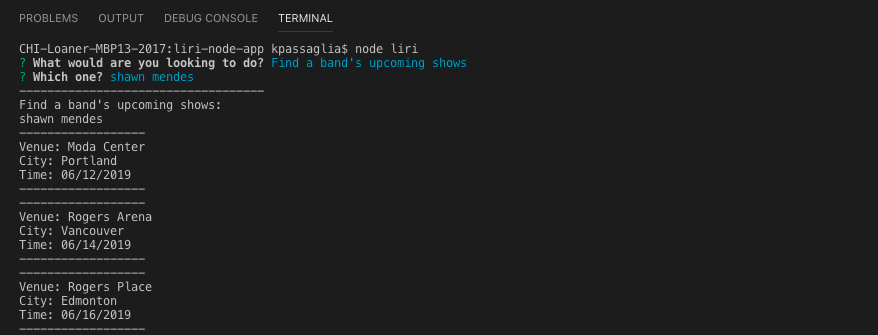 PROBLEMS OUTPUT DEBUG CONSOLE TERMINAL
CHI-Loaner-MBP13-2017:liri-node-app kpassaglia$ node liri
? What would are you looking to do? Find a band's upcoming shows
? Which one? shawn mendes
-----------------------------------
Find a band's upcoming shows:
shawn mendes
------------------
Venue: Moda Center
City: Portland
Time: 06/12/2019
------------------
------------------
Venue: Rogers Arena
City: Vancouver
Time: 06/14/2019
------------------
------------------
Venue: Rogers Place
City: Edmonton
Time: 06/16/2019
------------------